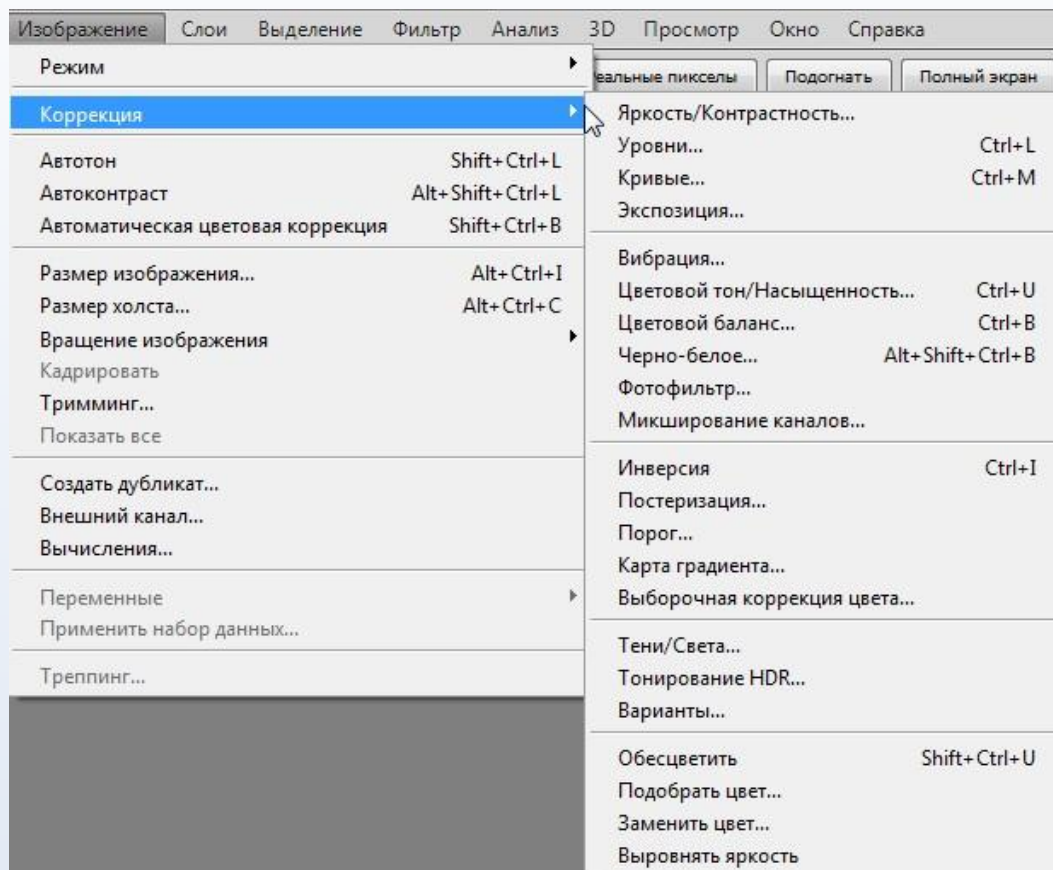 Изображение Слои Выделение Фильтр Анализ 3D Просмотр Окно Справка
еальные пикселы Подогнать Полный экран
Режим
Коррекция
Автотон Shift+Ctrl+L
Автоконтраст Alt+Shift+Ctrl+L
Автоматическая цветовая коррекция Shift+Ctrl+B
Размер изображения... Alt+Ctrl+I
Размер холста... Alt+Ctrl+C
Вращение изображения
Кадрировать
Тримминг...
Показать все
Создать дубликат...
Внешний канал...
Вычисления...
Переменные
Применить набор данных...
Треппинг...
Яркость/Контрастность...
Уровни... Ctrl+L
Кривые... Ctrl+M
Экспозиция...
Вибрация...
Цветовой тон/Насыщенность... Ctrl+U
Цветовой баланс... Ctrl+B
Черно-белое... Alt+Shift+Ctrl+B
Фотофильтр...
Микширование каналов...
Инверсия Ctrl+I
Постеризация...
Порог...
Карта градиента...
Выборочная коррекция цвета...
Тени/Света...
Тонирование HDR...
Варианты...
Обесцветить Shift+Ctrl+U
Подобрать цвет...
Заменить цвет...
Выровнять яркость